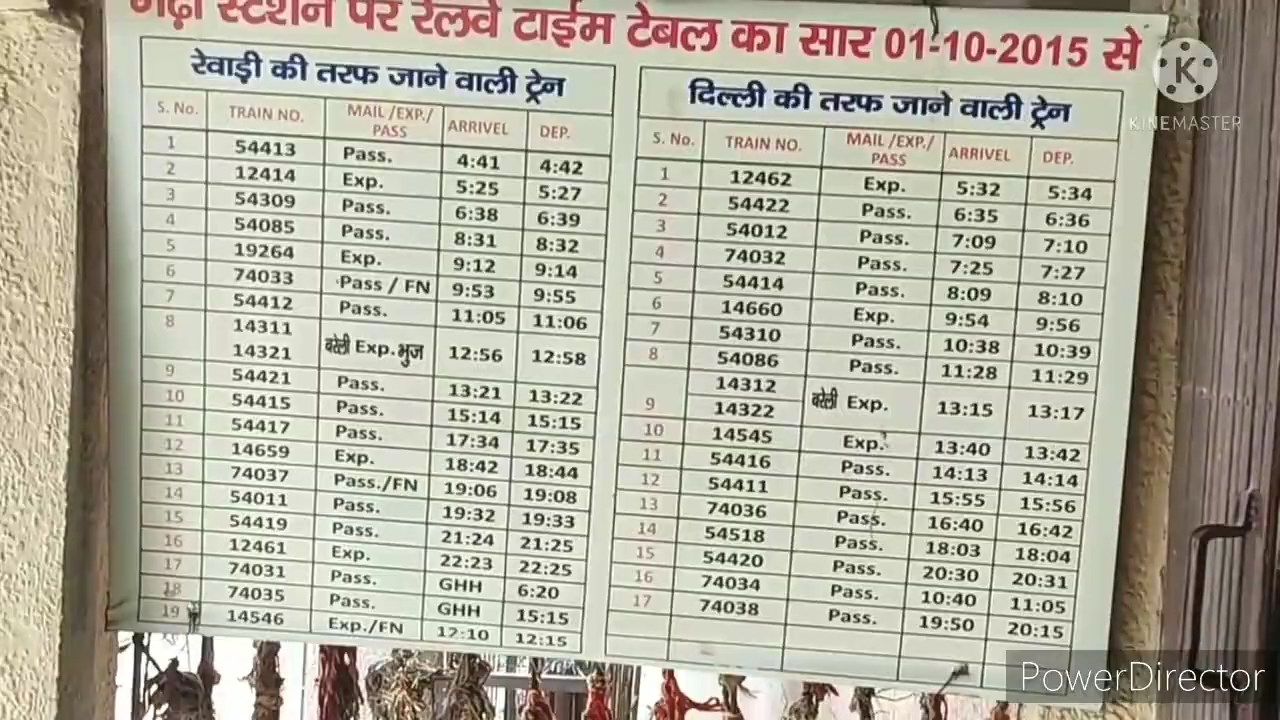 गढ़ी स्टेशन पर रेलवे टाईम टेबल का सार 01-10-2015 से
रेवाड़ी की तरफ जाने वाली ट्रेन
S. No. TRAIN NO. MAIL /EXP./ PASS ARRIVEL DEP.
1 54413 Pass. 4:41 4:42
2 12414 Exp. 5:25 5:27
3 54309 Pass. 6:38 6:39
4 54085 Pass. 8:31 8:32
5 19264 Exp. 9:12 9:14
6 74033 Pass / FN 9:53 9:55
7 54412 Pass. 11:05 11:06
8 14311 14321 बरेली Exp. भुज 12:56 12:58
9 54421 Pass. 13:21 13:22
10 54415 Pass. 15:14 15:15
11 54417 Pass. 17:34 17:35
12 14659 Exp. 18:42 18:44
13 74037 Pass./FN 19:06 19:08
14 54011 Pass. 19:32 19:33
15 54419 Pass. 21:24 21:25
16 12461 Exp. 22:23 22:25
17 74031 Pass. GHH 6:20
18 74035 Pass. GHH 15:15
19 14546 Exp./FN 12:10 12:15
दिल्ली की तरफ जाने वाली ट्रेन
S. No. TRAIN NO. MAIL /EXP./ PASS ARRIVEL DEP.
1 12462 Exp. 5:32 5:34
2 54422 Pass. 6:35 6:36
3 54012 Pass. 7:09 7:10
4 74032 Pass. 7:25 7:27
5 54414 Pass. 8:09 8:10
6 14660 Exp. 9:54 9:56
7 54310 Pass. 10:38 10:39
8 54086 Pass. 11:28 11:29
9 14312 14322 बरेली Exp. 13:15 13:17
10 14545 Exp. 13:40 13:42
11 54416 Pass. 14:13 14:14
12 54411 Pass. 15:55 15:56
13 74036 Pass. 16:40 16:42
14 54518 Pass. 18:03 18:04
15 54420 Pass. 20:30 20:31
16 74034 Pass. 10:40 11:05
17 74038 Pass. 19:50 20:15
K
KINEMASTER
PowerDirector